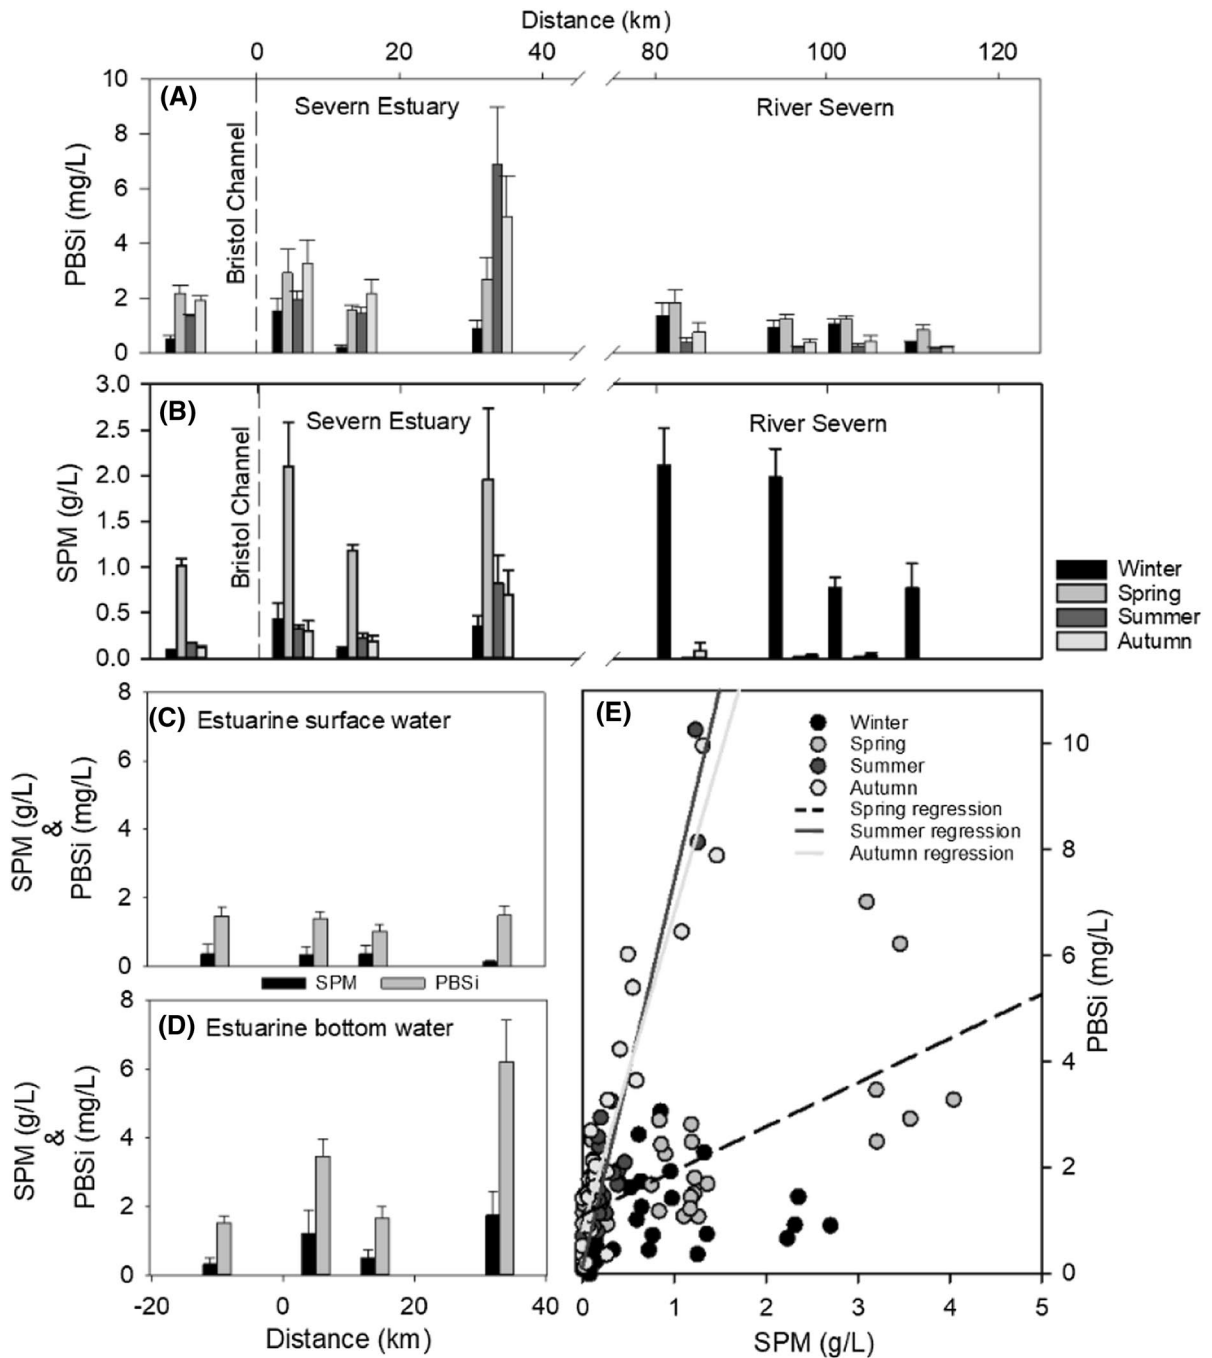 Distance (km)
0 20 40 80 100 120
(A)
Severn Estuary
River Severn
Bristol Channel
PBSi (mg/L)
10
8
6
4
2
0
(B)
Severn Estuary
River Severn
Bristol Channel
SPM (g/L)
3.0
2.5
2.0
1.5
1.0
0.5
0.0
Winter
Spring
Summer
Autumn
(C) Estuarine surface water
SPM (g/L)
&
PBSi (mg/L)
8
6
4
2
0
SPM PBSi
(D) Estuarine bottom water
SPM (g/L)
&
PBSi (mg/L)
8
6
4
2
0
-20 0 20 40
Distance (km)
(E)
Winter
Spring
Summer
Autumn
Spring regression
Summer regression
Autumn regression
10
8
6
4
2
0
PBSi (mg/L)
0 1 2 3 4 5
SPM (g/L)